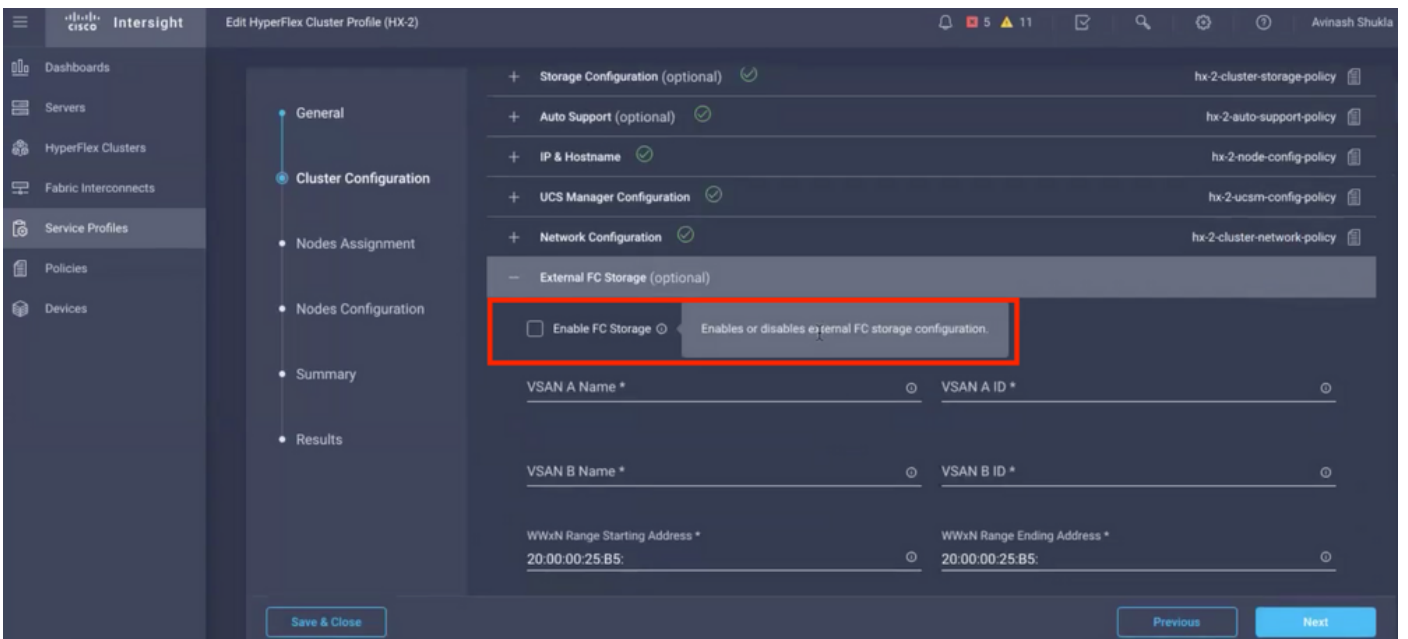 cisco Intersight
Edit HyperFlex Cluster Profile (HX-2)
5 11
Avinash Shukla
Dashboards
Servers
HyperFlex Clusters
Fabric Interconnects
Service Profiles
Policies
Devices
General
Cluster Configuration
Nodes Assignment
Nodes Configuration
Summary
Results
+ Storage Configuration (optional) hx-2-cluster-storage-policy
+ Auto Support (optional) hx-2-auto-support-policy
+ IP & Hostname hx-2-node-config-policy
+ UCS Manager Configuration hx-2-ucsm-config-policy
+ Network Configuration hx-2-cluster-network-policy
− External FC Storage (optional)
Enable FC Storage Enables or disables external FC storage configuration.
VSAN A Name * VSAN A ID *
VSAN B Name * VSAN B ID *
WWxN Range Starting Address * WWxN Range Ending Address *
20:00:00:25:B5: 20:00:00:25:B5:
Save & Close Previous Next